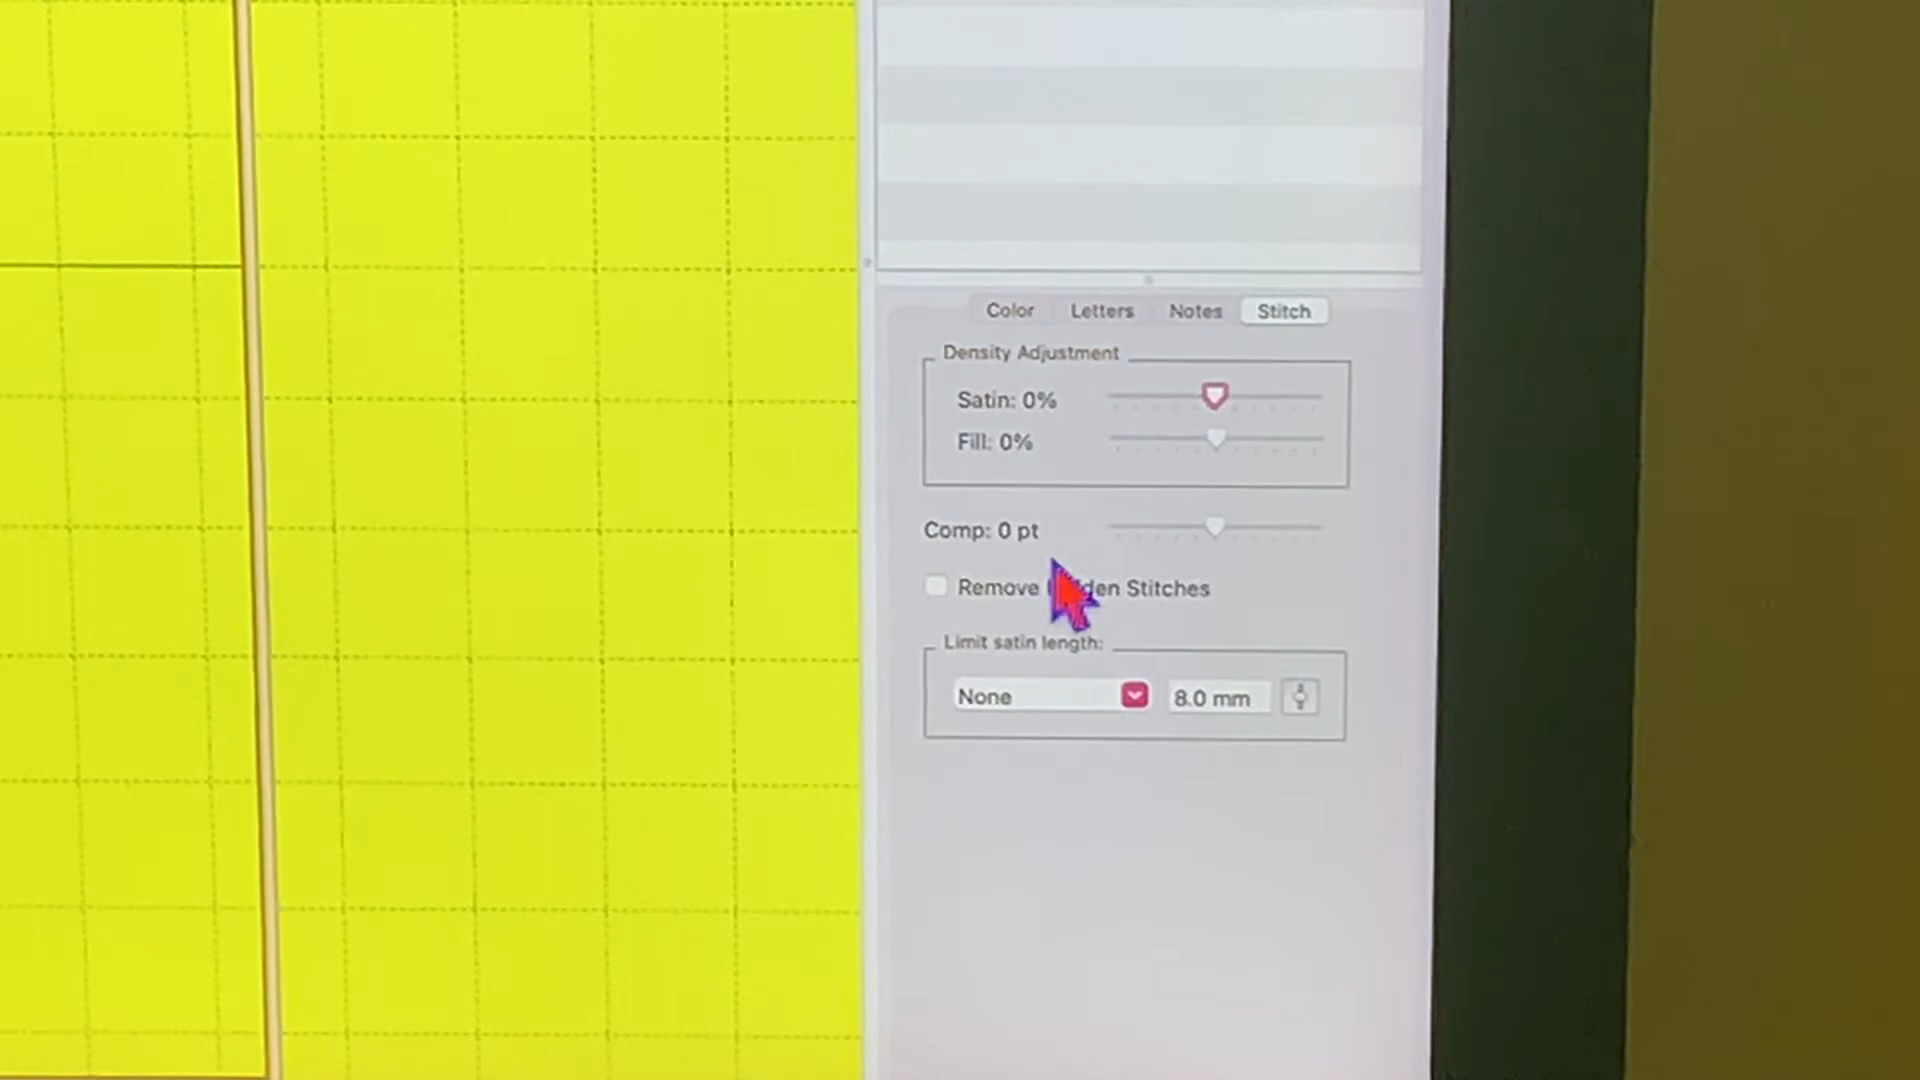 Color Letters Notes Stitch
Density Adjustment
Satin: 0%
Fill: 0%
Comp: 0 pt
Remove den Stitches
Limit satin length:
None 8.0 mm